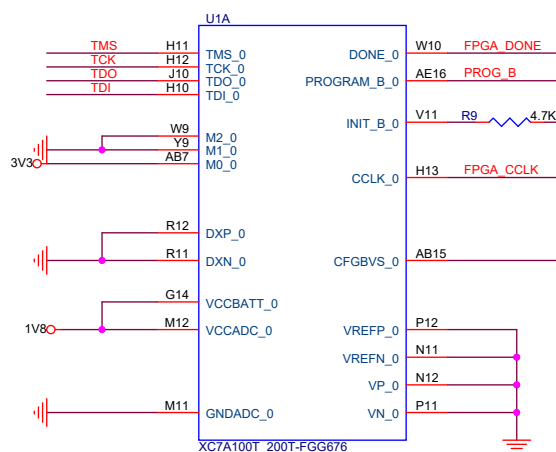 U1A
TMS H11 TMS_0 DONE_0 W10 FPGA_DONE
TCK H12 TCK_0
TDO J10 TDO_0 PROGRAM_B_0 AE16 PROG_B
TDI H10 TDI_0
V11 R9 4.7K
INIT_B_0
W9 M2_0
Y9 M1_0
3V3 AB7 M0_0
CCLK_0 H13 FPGA_CCLK
R12 DXP_0
R11 DXN_0 CFGBVS_0 AB15
G14 VCCBATT_0
1V8 M12 VCCADC_0 VREFP_0 P12
VREFN_0 N11
VP_0 N12
M11 GNDADC_0 VN_0 P11
XC7A100T_200T-FGG676